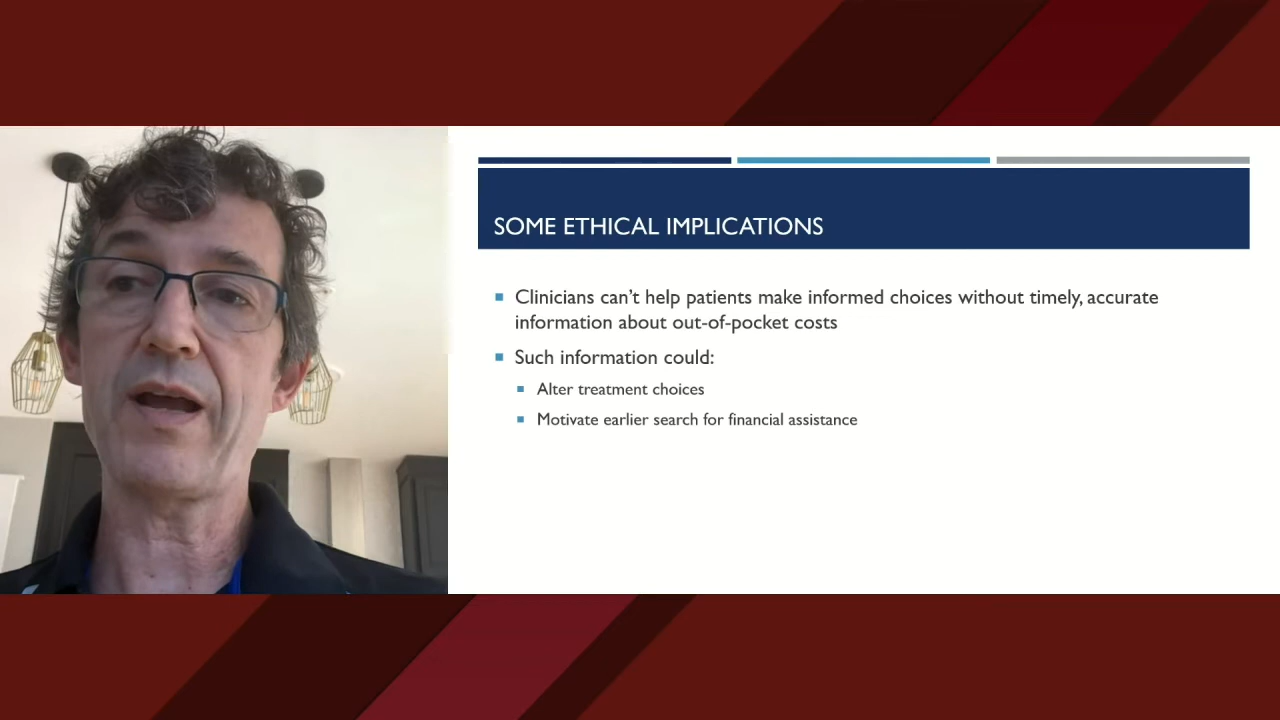 SOME ETHICAL IMPLICATIONS
Clinicians can’t help patients make informed choices without timely, accurate
information about out-of-pocket costs
Such information could:
Alter treatment choices
Motivate earlier search for financial assistance